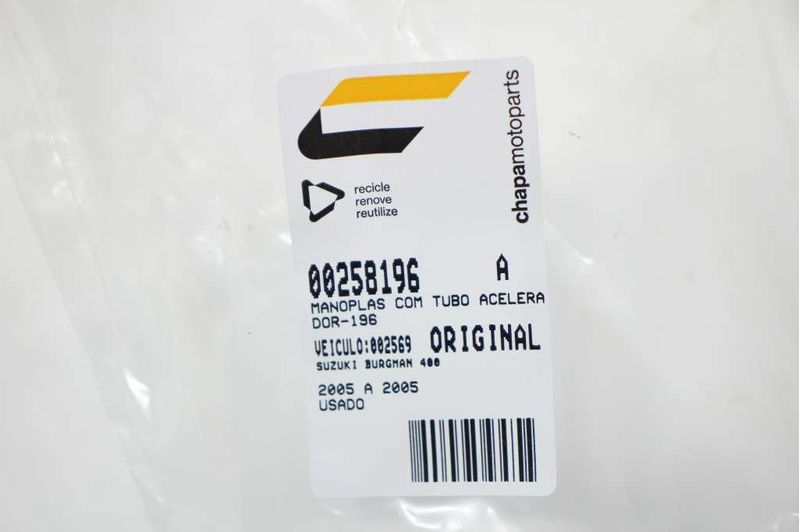 chapamotoparts
recicle
renove
reutilize
00258196 A
MANOPLAS COM TUBO ACELERA
DOR-196
VEICULO:002569 ORIGINAL
SUZUKI BURGMAN 400
2005 A 2005
USADO